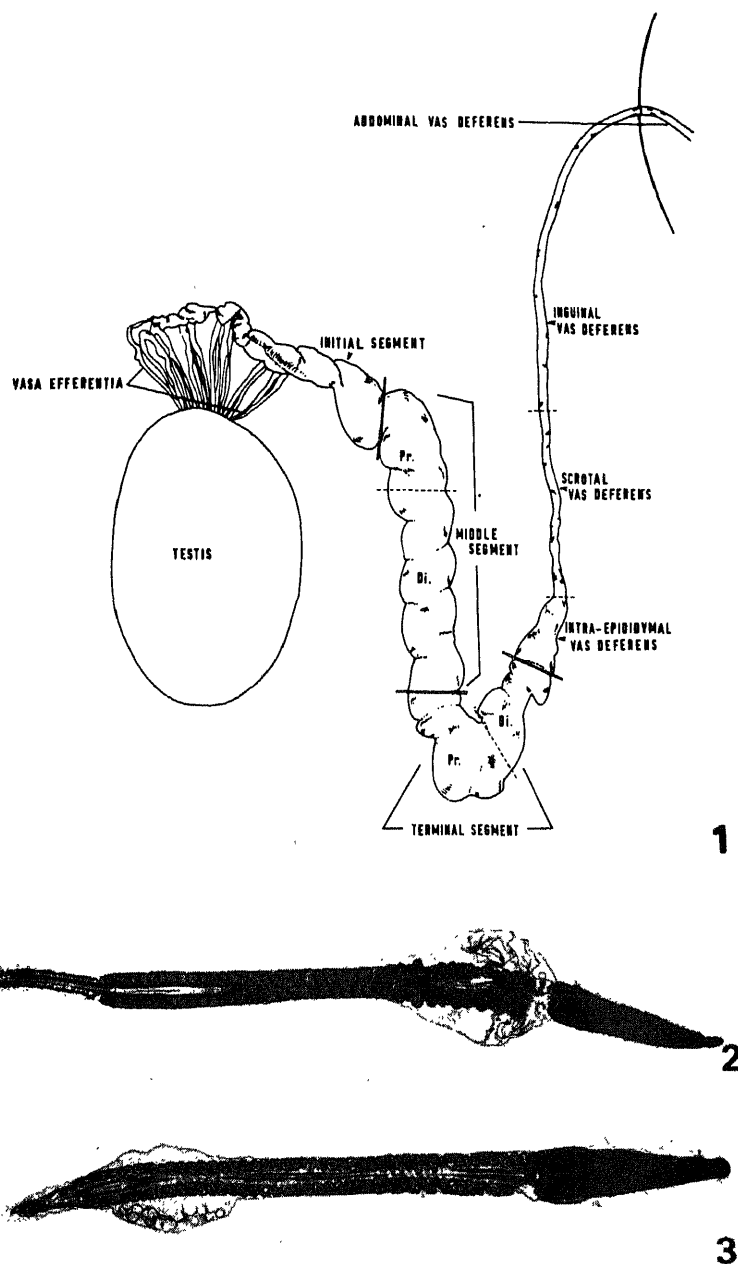 ABDOMINAL VAS DEFERENS
INGUINAL
VAS DEFERENS
INITIAL SEGMENT
VASA EFFERENTIA
Pr.
SCROTAL
VAS DEFERENS
MIDDLE
SEGMENT
TESTIS
Di.
INTRA-EPIDIDYMAL
VAS DEFERENS
Di.
Pr.
TERMINAL SEGMENT
1
2
3